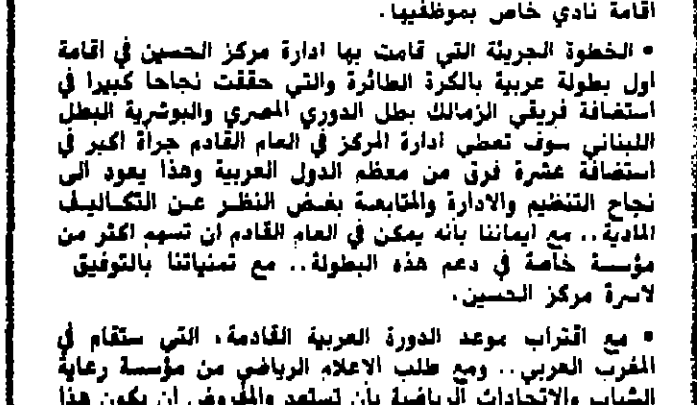 اقامة نادي خاص بموظفيها.
• الخطوة الجريئة التي قامت بها ادارة مركز الحسين في اقامة
اول بطولة عربية بالكرة الطائرة والتي حققت نجاحا كبيرا في
استضافة فريقي الزمالك بطل الدوري المصري والبوشرية البطل
اللبناني سوف تعطي ادارة المركز في العام القادم جرأة اكبر في
استضافة عشرة فرق من معظم الدول العربية وهذا يعود الى
نجاح التنظيم والادارة والمتابعة بغض النظر عن التكاليف
المادية.. مع ايماننا بانه يمكن في العام القادم ان تسهم اكثر من
مؤسسة خاصة في دعم هذه البطولة.. مع تمنياتنا بالتوفيق
لاسرة مركز الحسين.
• مع اقتراب موعد الدورة العربية القادمة، التي ستقام في
المغرب العربي.. ومع طلب الاعلام الرياضي من مؤسسة رعاية
الشباب والاتحادات الرياضية بان تستعد والمفروض ان يكون هذا